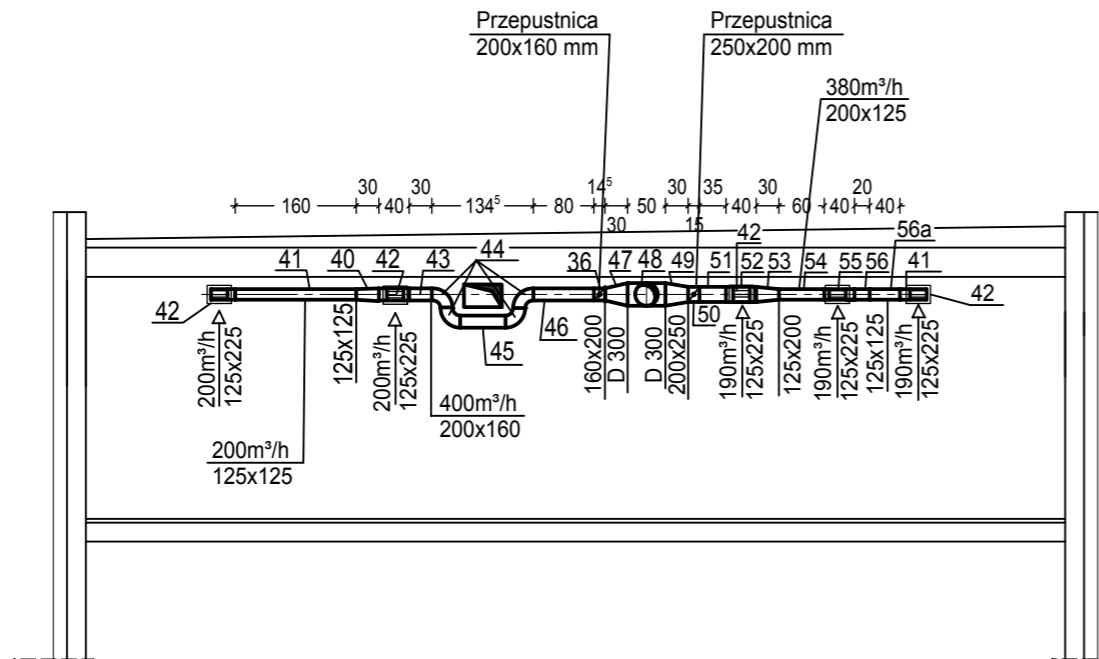 Przepustnica
200x160 mm
Przepustnica
250x200 mm
380m³/h
200x125
30 30 14⁵ 30 35 30 20
160 40 134⁵ 80 50 40 60 40 40
30 15
42 56a
41 40 42 43 44 36 47 48 49 51 52 53 54 55 56 41
42 45 46 50 42
200m³/h
125x225
125x125
200m³/h
125x225
160x200
D 300
D 300
200x250
190m³/h
125x225
125x200
190m³/h
125x225
125x125
190m³/h
125x225
400m³/h
200x160
200m³/h
125x125